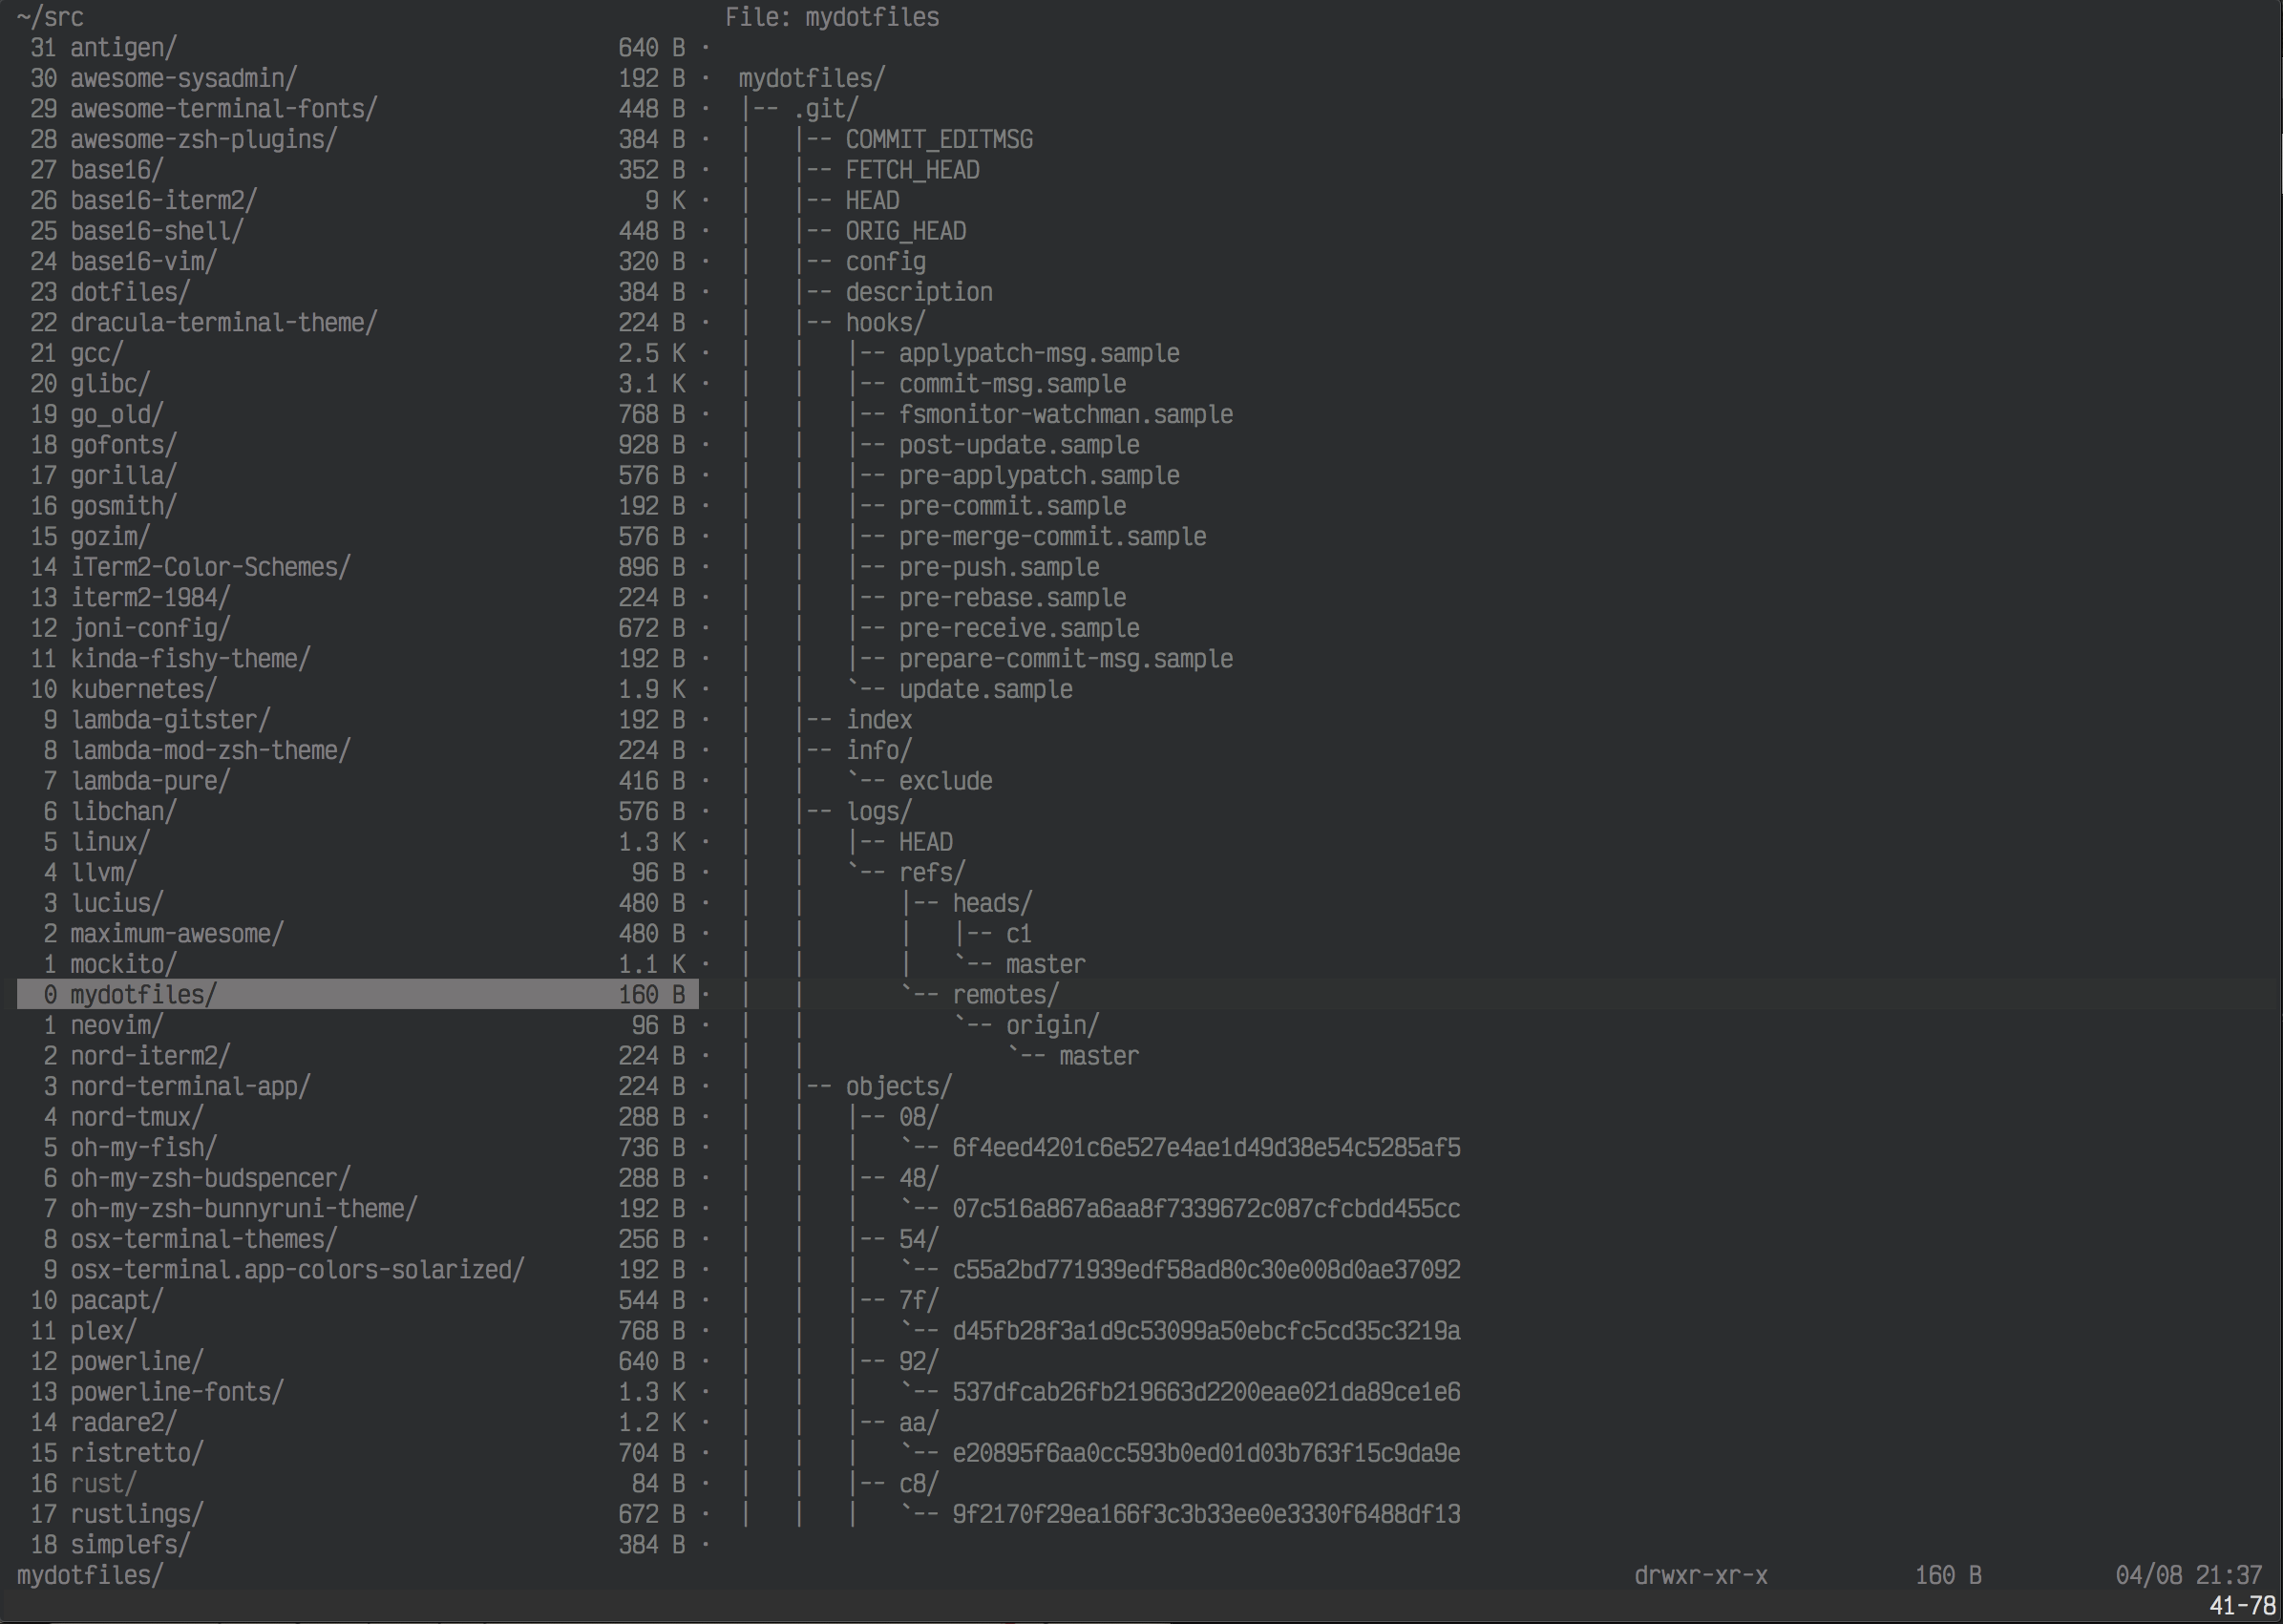 ~/src File: mydotfiles
31 antigen/ 640 B ·
30 awesome-sysadmin/ 192 B · mydotfiles/
29 awesome-terminal-fonts/ 448 B · |-- .git/
28 awesome-zsh-plugins/ 384 B · | |-- COMMIT_EDITMSG
27 base16/ 352 B · | |-- FETCH_HEAD
26 base16-iterm2/ 9 K · | |-- HEAD
25 base16-shell/ 448 B · | |-- ORIG_HEAD
24 base16-vim/ 320 B · | |-- config
23 dotfiles/ 384 B · | |-- description
22 dracula-terminal-theme/ 224 B · | |-- hooks/
21 gcc/ 2.5 K · | | |-- applypatch-msg.sample
20 glibc/ 3.1 K · | | |-- commit-msg.sample
19 go_old/ 768 B · | | |-- fsmonitor-watchman.sample
18 gofonts/ 928 B · | | |-- post-update.sample
17 gorilla/ 576 B · | | |-- pre-applypatch.sample
16 gosmith/ 192 B · | | |-- pre-commit.sample
15 gozim/ 576 B · | | |-- pre-merge-commit.sample
14 iTerm2-Color-Schemes/ 896 B · | | |-- pre-push.sample
13 iterm2-1984/ 224 B · | | |-- pre-rebase.sample
12 joni-config/ 672 B · | | |-- pre-receive.sample
11 kinda-fishy-theme/ 192 B · | | |-- prepare-commit-msg.sample
10 kubernetes/ 1.9 K · | | `-- update.sample
9 lambda-gitster/ 192 B · | |-- index
8 lambda-mod-zsh-theme/ 224 B · | |-- info/
7 lambda-pure/ 416 B · | | `-- exclude
6 libchan/ 576 B · | |-- logs/
5 linux/ 1.3 K · | | |-- HEAD
4 llvm/ 96 B · | | `-- refs/
3 lucius/ 480 B · | | |-- heads/
2 maximum-awesome/ 480 B · | | | |-- c1
1 mockito/ 1.1 K · | | | `-- master
0 mydotfiles/ 160 B · | | `-- remotes/
1 neovim/ 96 B · | | `-- origin/
2 nord-iterm2/ 224 B · | | `-- master
3 nord-terminal-app/ 224 B · | |-- objects/
4 nord-tmux/ 288 B · | | |-- 08/
5 oh-my-fish/ 736 B · | | | `-- 6f4eed4201c6e527e4ae1d49d38e54c5285af5
6 oh-my-zsh-budspencer/ 288 B · | | |-- 48/
7 oh-my-zsh-bunnyruni-theme/ 192 B · | | | `-- 07c516a867a6aa8f7339672c087cfcbdd455cc
8 osx-terminal-themes/ 256 B · | | |-- 54/
9 osx-terminal.app-colors-solarized/ 192 B · | | | `-- c55a2bd771939edf58ad80c30e008d0ae37092
10 pacapt/ 544 B · | | |-- 7f/
11 plex/ 768 B · | | | `-- d45fb28f3a1d9c53099a50ebcfc5cd35c3219a
12 powerline/ 640 B · | | |-- 92/
13 powerline-fonts/ 1.3 K · | | | `-- 537dfcab26fb219663d2200eae021da89ce1e6
14 radare2/ 1.2 K · | | |-- aa/
15 ristretto/ 704 B · | | | `-- e20895f6aa0cc593b0ed01d03b763f15c9da9e
16 rust/ 84 B · | | |-- c8/
17 rustlings/ 672 B · | | | `-- 9f2170f29ea166f3c3b33ee0e3330f6488df13
18 simplefs/ 384 B ·
mydotfiles/ drwxr-xr-x 160 B 04/08 21:37
41-78